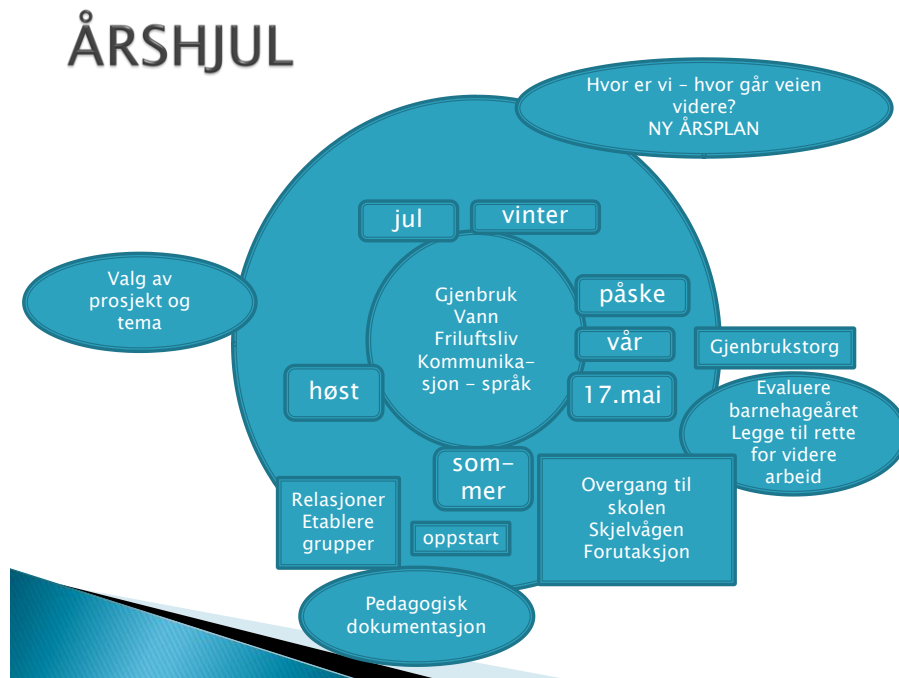 ÅRSHJUL
Hvor er vi – hvor går veien
videre?
NY ÅRSPLAN
jul
vinter
Valg av
prosjekt og
tema
Gjenbruk
Vann
Friluftsliv
Kommunika-
sjon – språk
påske
vår
Gjenbrukstorg
høst
17.mai
Evaluere
barnehageåret
Legge til rette
for videre
arbeid
som-
mer
Relasjoner
Etablere
grupper
oppstart
Overgang til
skolen
Skjelvågen
Forutaksjon
Pedagogisk
dokumentasjon